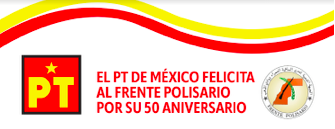 PT
EL PT DE MÉXICO FELICITA
AL FRENTE POLISARIO
POR SU 50 ANIVERSARIO
FRENTE POLISARIO